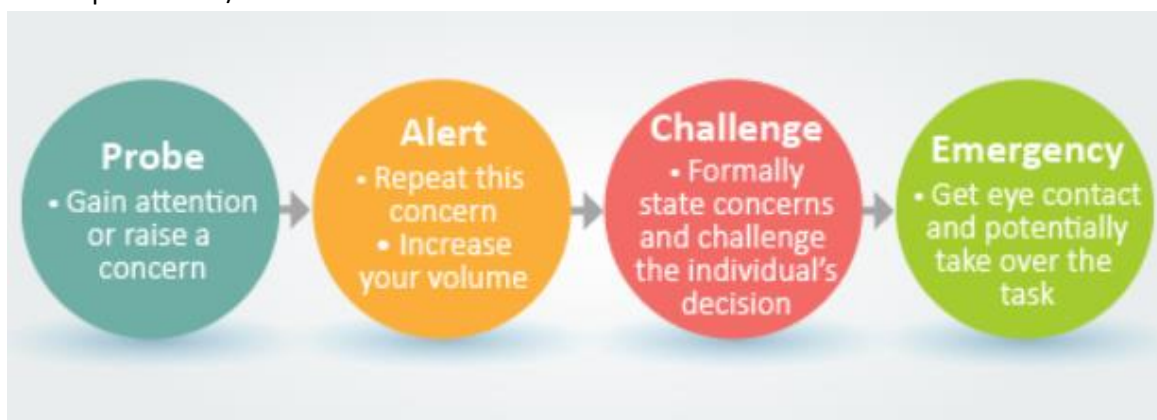 Probe
• Gain attention
or raise a
concern
Alert
• Repeat this
concern
• Increase
your volume
Challenge
• Formally
state concerns
and challenge
the individual's
decision
Emergency
• Get eye contact
and potentially
take over the
task